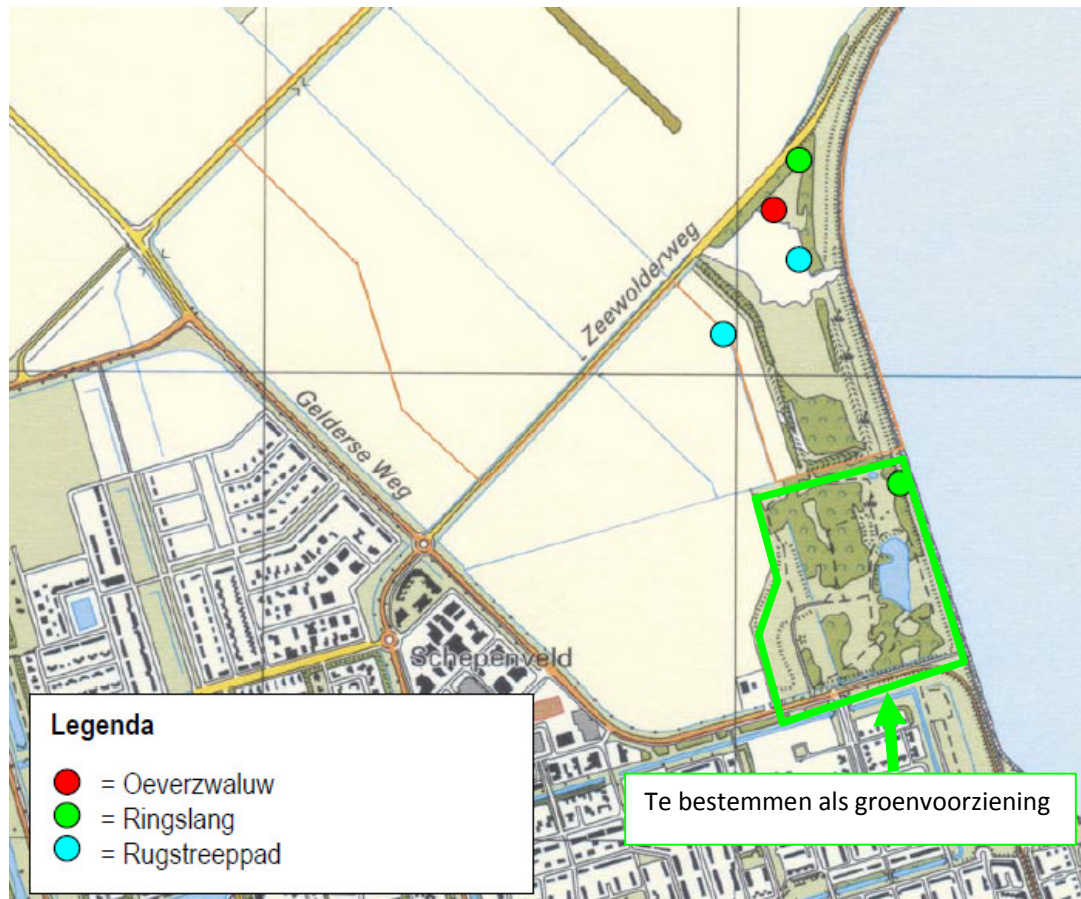 Zeewolderweg
Gelderse Weg
Schepenveld
Legenda
= Oeverzwaluw
= Ringslang
= Rugstreeppad
Te bestemmen als groenvoorziening